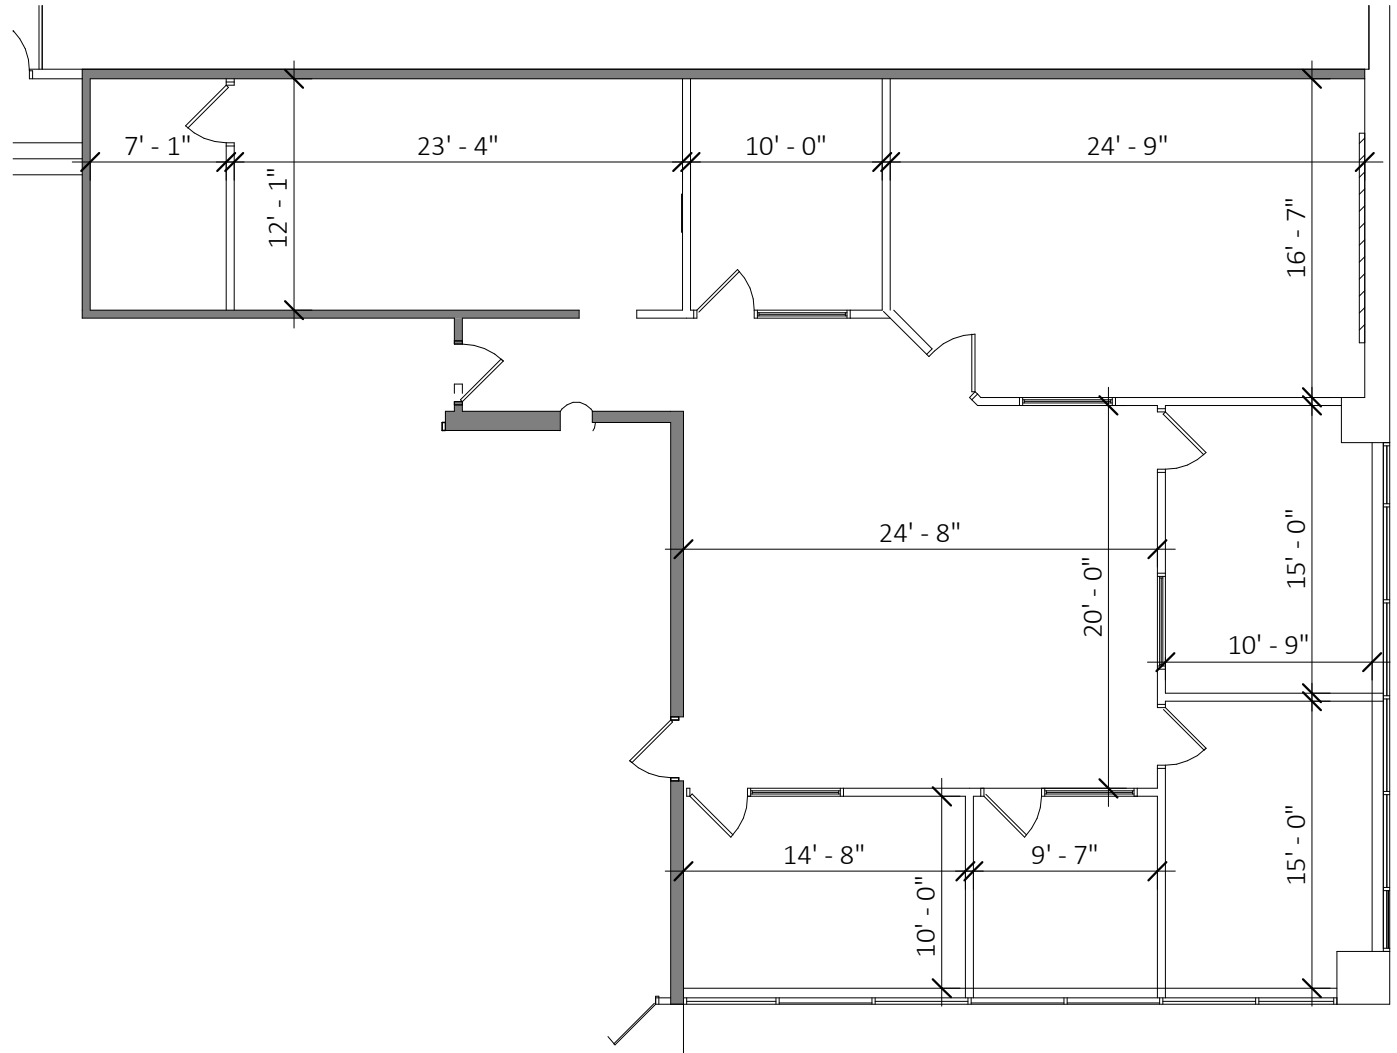 7' - 1"
23' - 4"
10' - 0"
24' - 9"
12' - 1"
16' - 7"
24' - 8"
20' - 0"
15' - 0"
10' - 9"
14' - 8"
9' - 7"
10' - 0"
15' - 0"